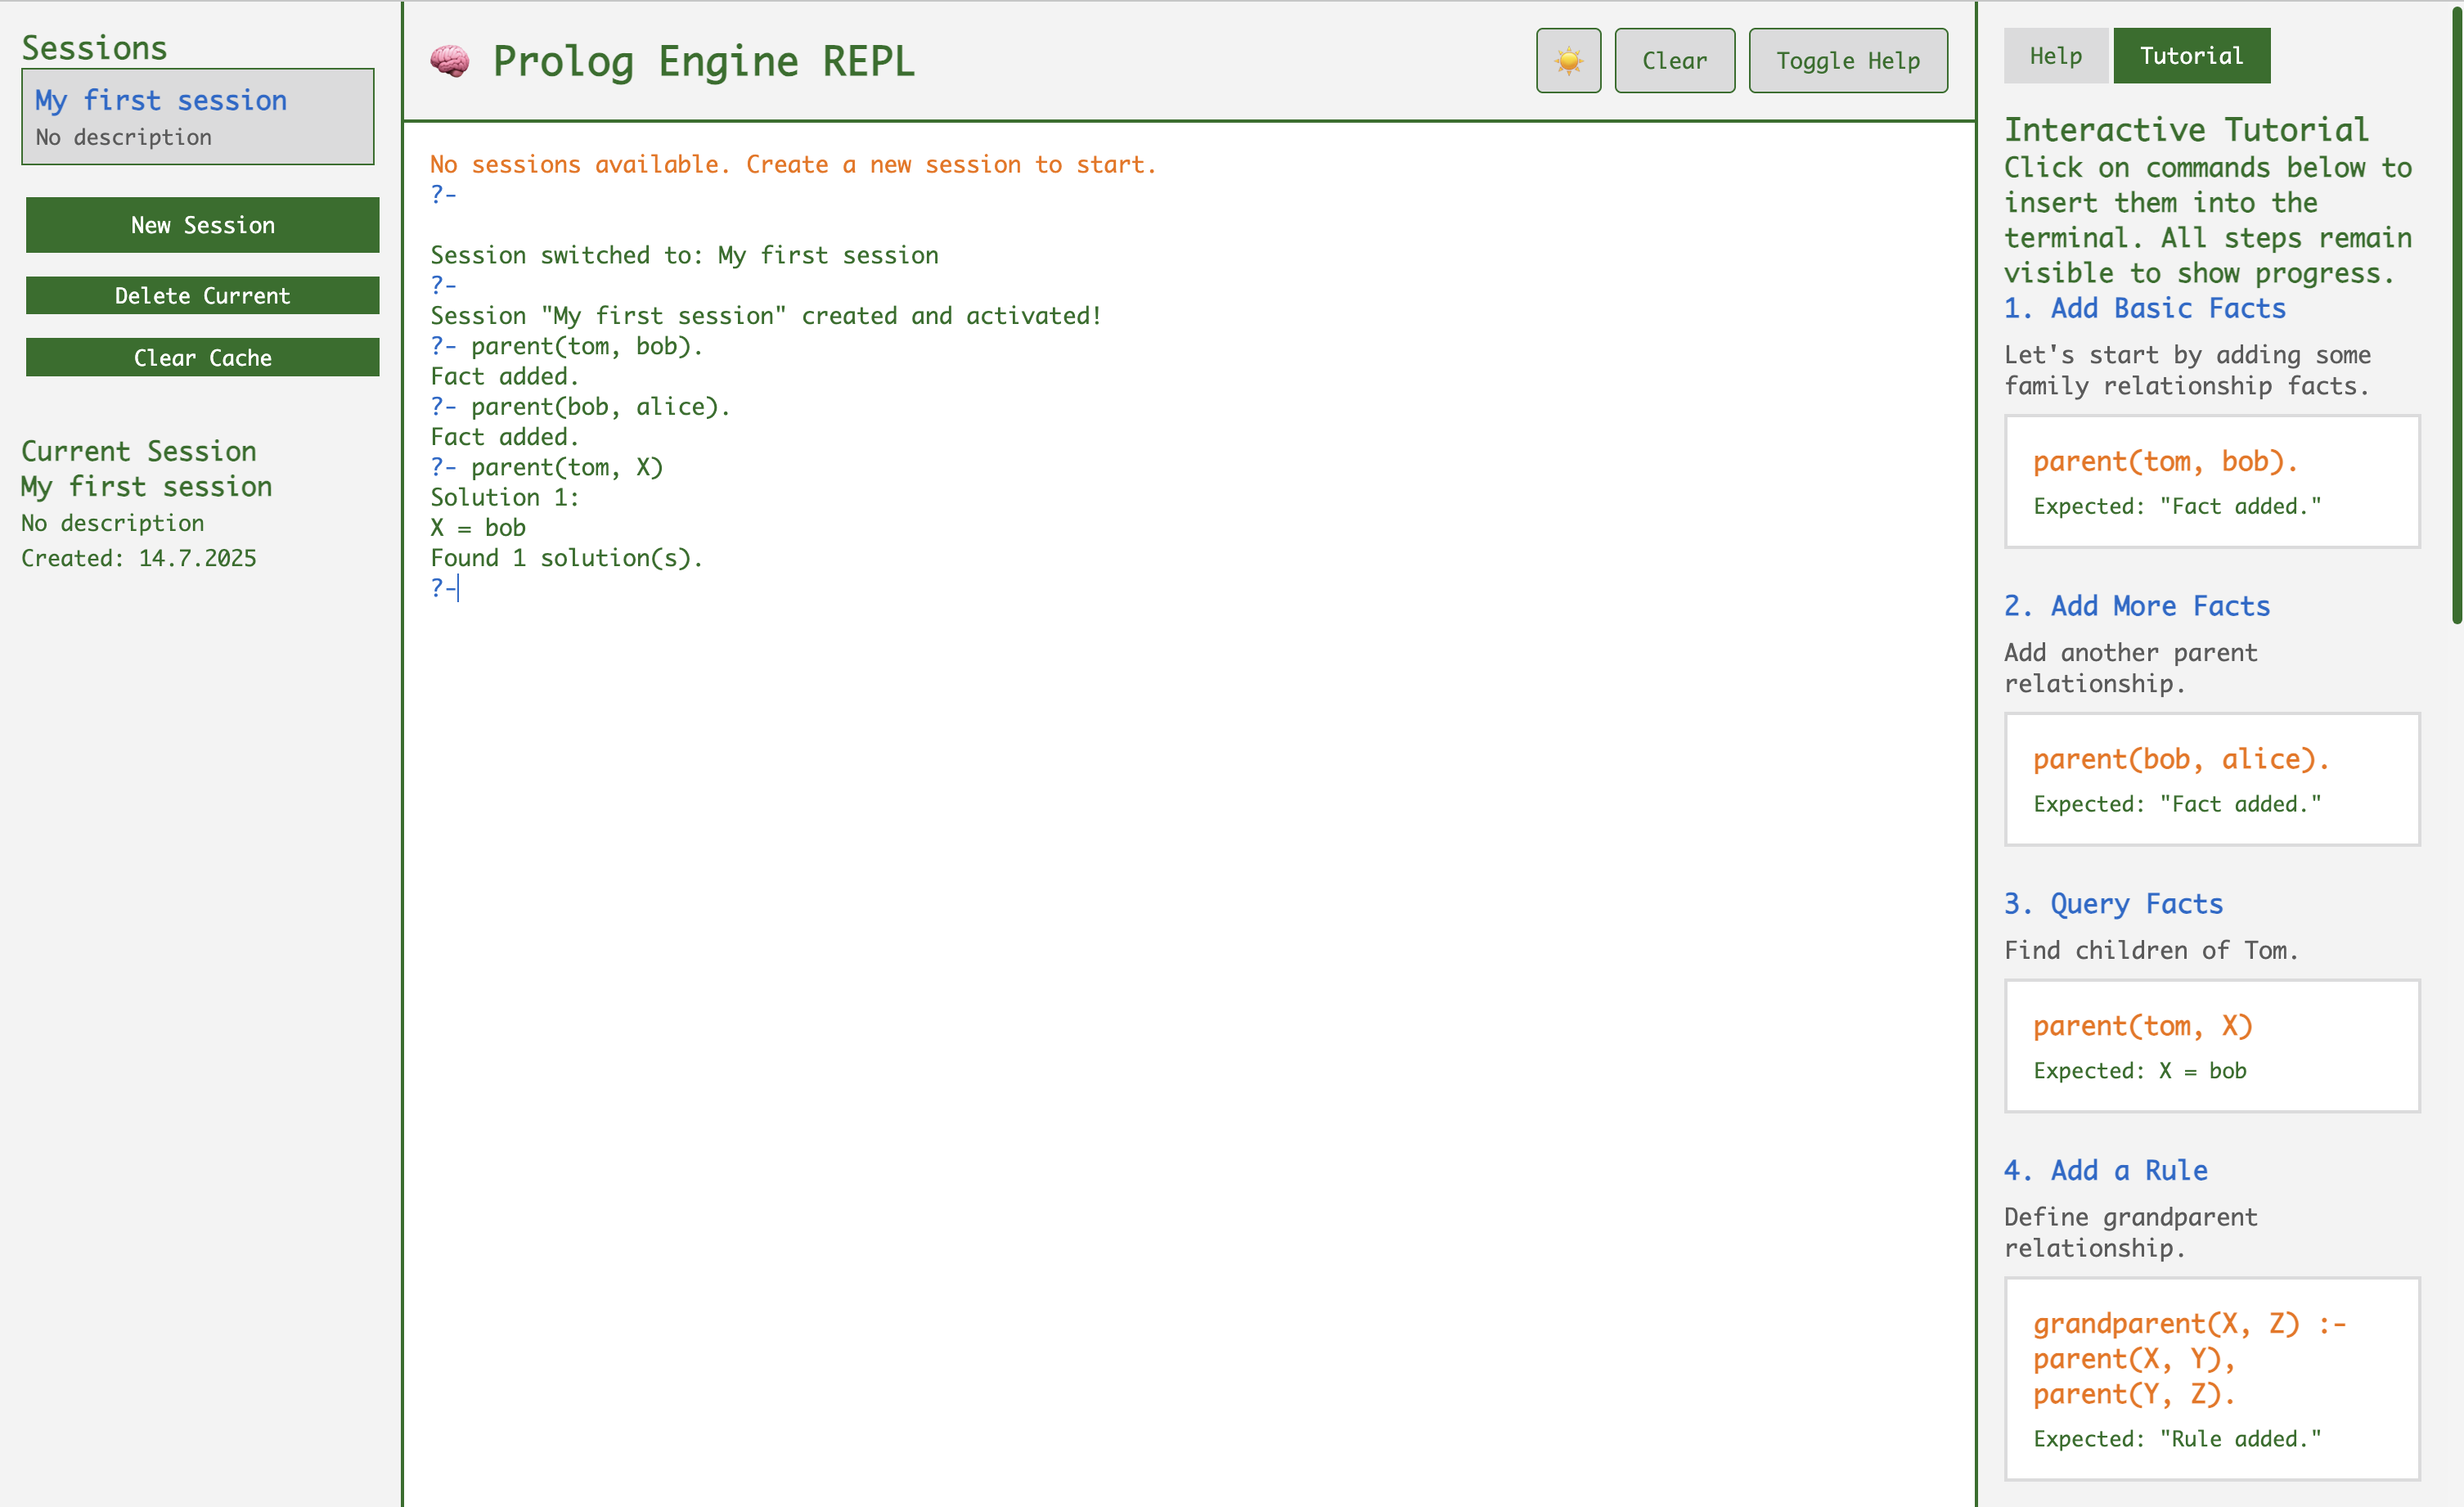 Sessions
My first session
No description
New Session
Delete Current
Clear Cache
Current Session
My first session
No description
Created: 14.7.2025
Prolog Engine REPL
Clear
Toggle Help
No sessions available. Create a new session to start.
?-
Session switched to: My first session
?-
Session "My first session" created and activated!
?- parent(tom, bob).
Fact added.
?- parent(bob, alice).
Fact added.
?- parent(tom, X)
Solution 1:
X = bob
Found 1 solution(s).
?-
Help
Tutorial
Interactive Tutorial
Click on commands below to
insert them into the
terminal. All steps remain
visible to show progress.
1. Add Basic Facts
Let's start by adding some
family relationship facts.
parent(tom, bob).
Expected: "Fact added."
2. Add More Facts
Add another parent
relationship.
parent(bob, alice).
Expected: "Fact added."
3. Query Facts
Find children of Tom.
parent(tom, X)
Expected: X = bob
4. Add a Rule
Define grandparent
relationship.
grandparent(X, Z) :-
parent(X, Y),
parent(Y, Z).
Expected: "Rule added."